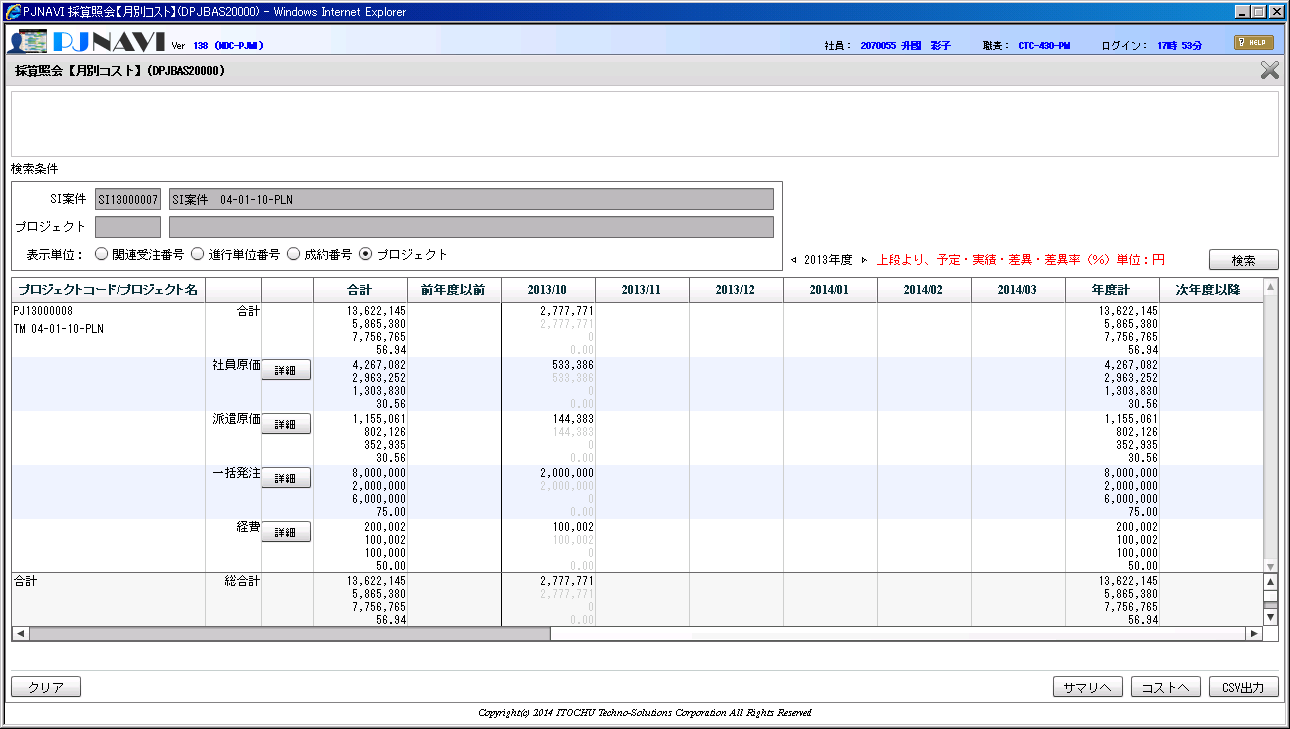 PJNAVI 採算照会【月別コスト】(DPJBAS20000) - Windows Internet Explorer
PJNAVI Ver 138 (NDC-PJMI) 社員： 2070055 升國 彩子 職責： CTC-430-PM ログイン： 17時 53分 ? HELP
採算照会【月別コスト】(DPJBAS20000)
検索条件
SI案件 SI13000007 SI案件 04-01-10-PLN
プロジェクト
表示単位： 関連受注番号 進行単位番号 成約番号 プロジェクト
2013年度 上段より、予定・実績・差異・差異率（%）単位：円 検索
プロジェクトコード/プロジェクト名 合計 前年度以前 2013/10 2013/11 2013/12 2014/01 2014/02 2014/03 年度計 次年度以降
PJ13000008 合計 13,622,145 2,777,771 13,622,145
TM 04-01-10-PLN 5,865,380 2,777,771 5,865,380
7,756,765 0 7,756,765
56.94 0.00 56.94
社員原価 詳細 4,267,082 533,386 4,267,082
2,963,252 533,386 2,963,252
1,303,830 0 1,303,830
30.56 0.00 30.56
派遣原価 詳細 1,155,061 144,383 1,155,061
802,126 144,383 802,126
352,935 0 352,935
30.56 0.00 30.56
一括発注 詳細 8,000,000 2,000,000 8,000,000
2,000,000 2,000,000 2,000,000
6,000,000 0 6,000,000
75.00 0.00 75.00
経費 詳細 200,002 100,002 200,002
100,002 100,002 100,002
100,000 0 100,000
50.00 0.00 50.00
合計 総合計 13,622,145 2,777,771 13,622,145
5,865,380 2,777,771 5,865,380
7,756,765 0 7,756,765
56.94 0.00 56.94
クリア サマリへ コストへ CSV出力
Copyright(c) 2014 ITOCHU Techno-Solutions Corporation All Rights Reserved